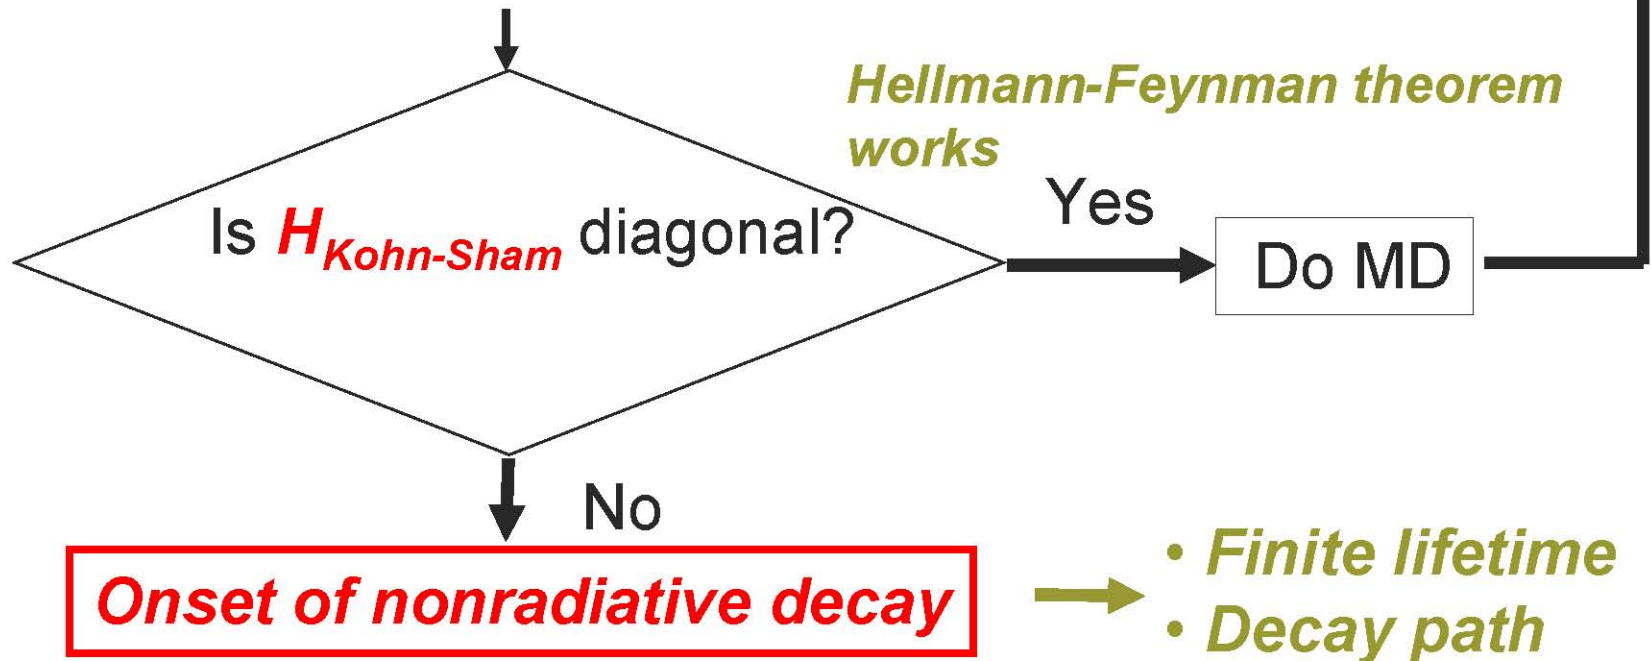 Hellmann-Feynman theorem
works
Yes
Is H Kohn-Sham diagonal?
Do MD
No
Onset of nonradiative decay
• Finite lifetime
• Decay path